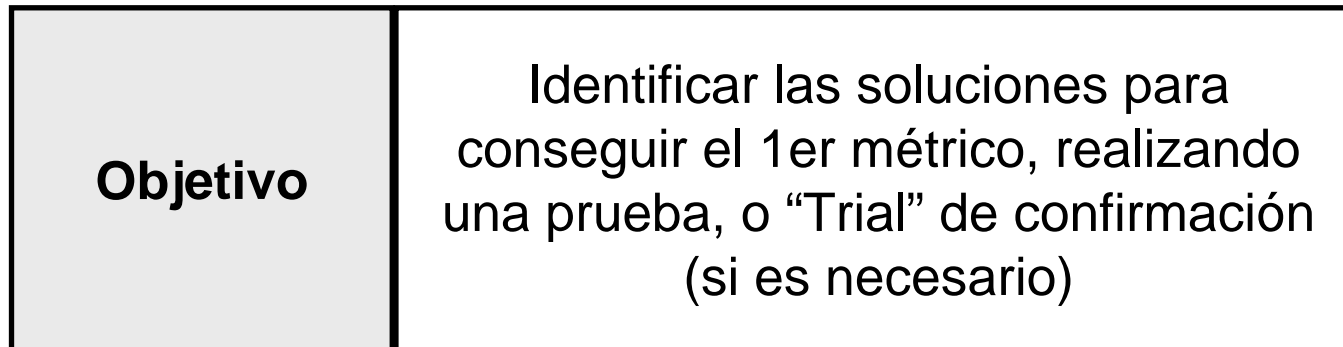 Objetivo
Identificar las soluciones para
conseguir el 1er métrico, realizando
una prueba, o “Trial” de confirmación
(si es necesario)